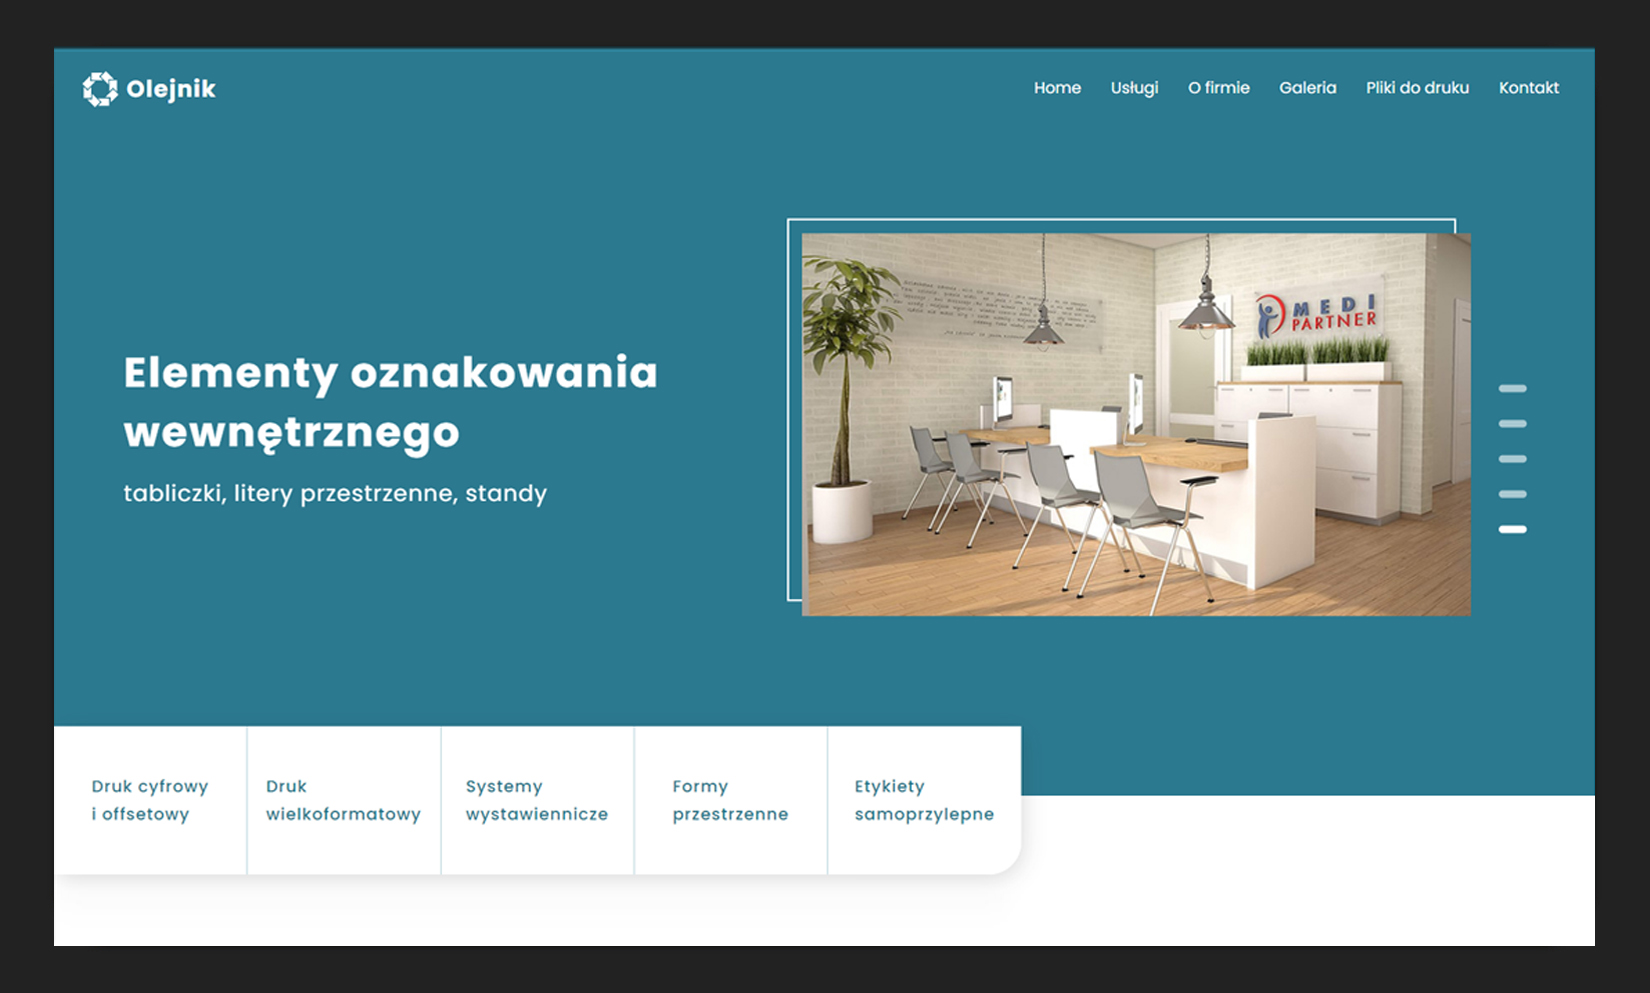 Olejnik
Home Usługi O firmie Galeria Pliki do druku Kontakt
MEDI
PARTNER
Elementy oznakowania
wewnętrznego
tabliczki, litery przestrzenne, standy
Druk cyfrowy
i offsetowy
Druk
wielkoformatowy
Systemy
wystawiennicze
Formy
przestrzenne
Etykiety
samoprzylepne